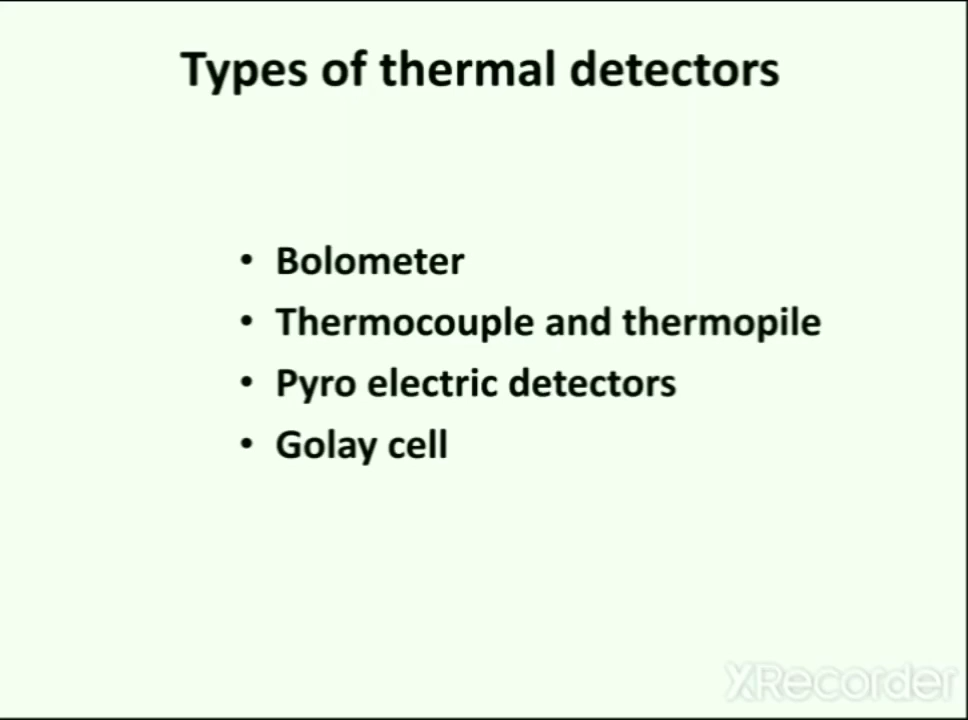 Types of thermal detectors
• Bolometer
• Thermocouple and thermopile
• Pyro electric detectors
• Golay cell
XRecorder